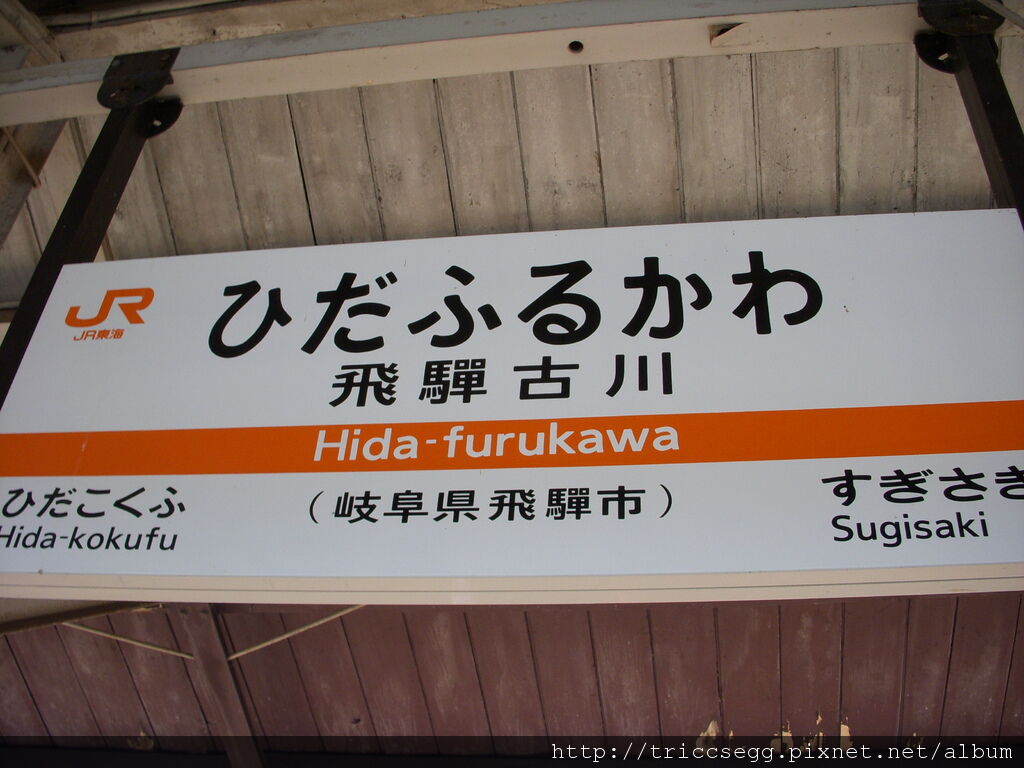 JR
JR東海
ひだふるかわ
飛驒古川
Hida-furukawa
ひだこくふ
Hida-kokufu
(岐阜県飛驒市)
すぎさき
Sugisaki
http://triccsegg.pixnet.net/album